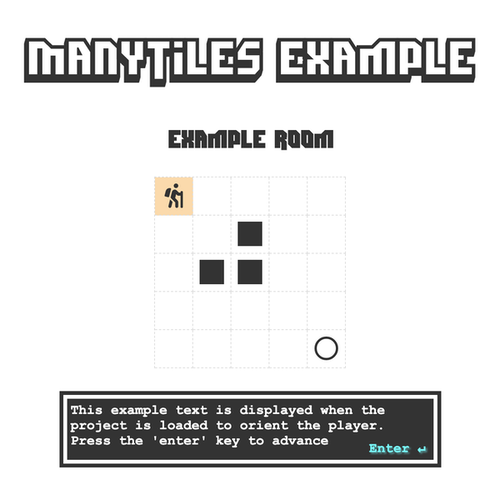 MANYTiLES EXAMPLE
EXAMPLE ROOM
This example text is displayed when the
project is loaded to orient the player.
Press the 'enter' key to advance
Enter ↵